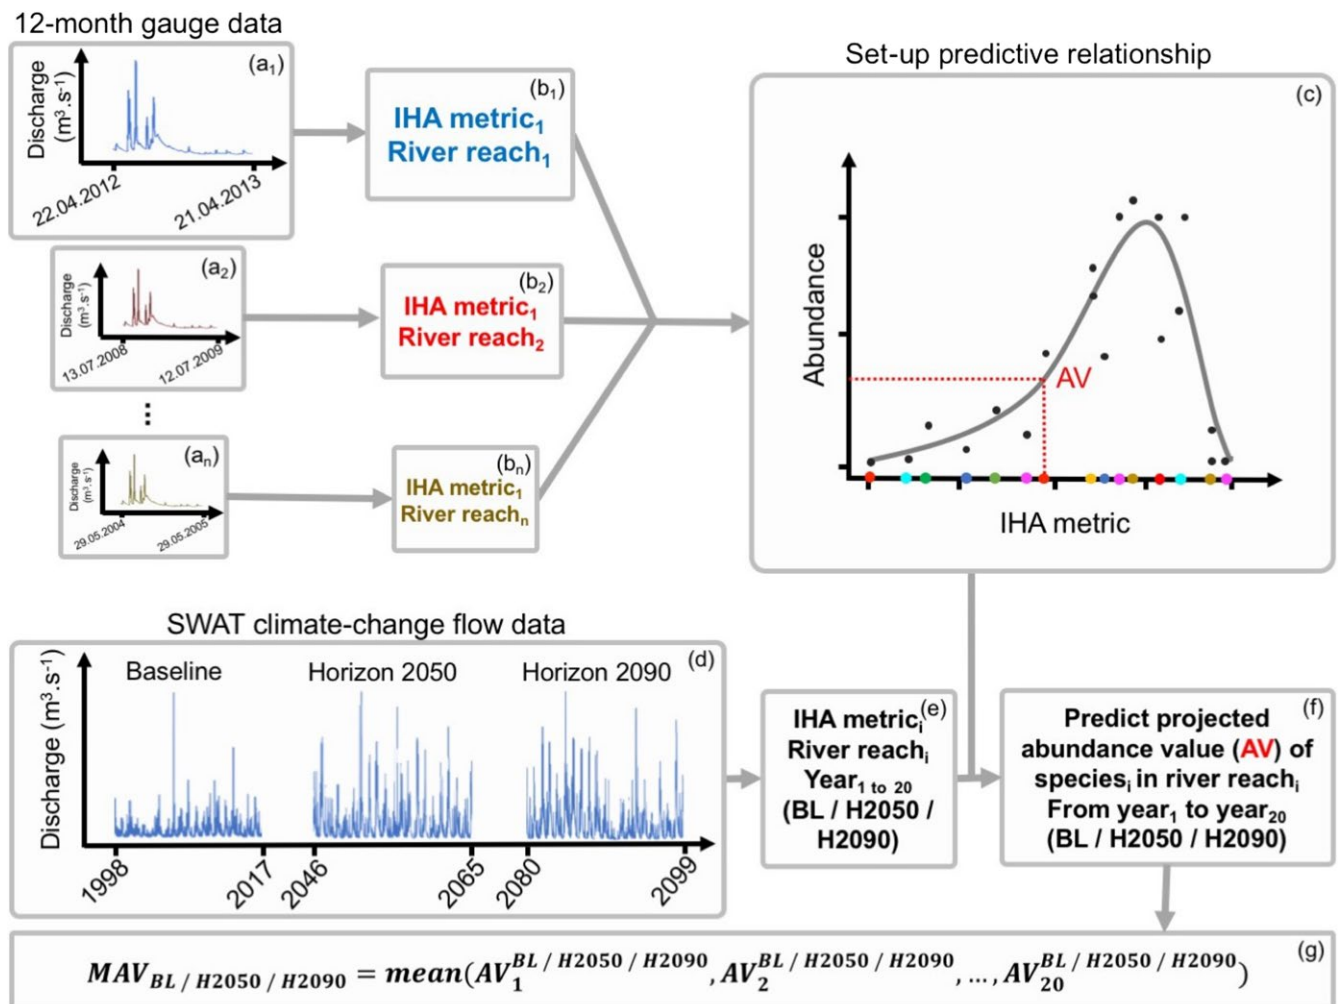 12-month gauge data
(a₁)
Discharge
(m³.s⁻¹)
22.04.2012
21.04.2013
(b₁)
IHA metric₁
River reach₁
(a₂)
Discharge
(m³.s⁻¹)
13.07.2008
12.07.2009
(b₂)
IHA metric₁
River reach₂
...
(aₙ)
Discharge
(m³.s⁻¹)
29.05.2004
29.05.2005
(bₙ)
IHA metric₁
River reachₙ
Set-up predictive relationship
(c)
Abundance
AV
IHA metric
SWAT climate-change flow data
(d)
Discharge (m³.s⁻¹)
Baseline
Horizon 2050
Horizon 2090
1998
2017
2046
2065
2080
2099
(e)
IHA metricᵢ
River reachᵢ
Year₁ ₜₒ ₂₀
(BL / H2050 /
H2090)
(f)
Predict projected
abundance value (AV) of
speciesᵢ in river reachᵢ
From year₁ to year₂₀
(BL / H2050 / H2090)
(g)
MAV_{BL / H2050 / H2090} = mean(AV_1^{BL / H2050 / H2090}, AV_2^{BL / H2050 / H2090}, ..., AV_20^{BL / H2050 / H2090})